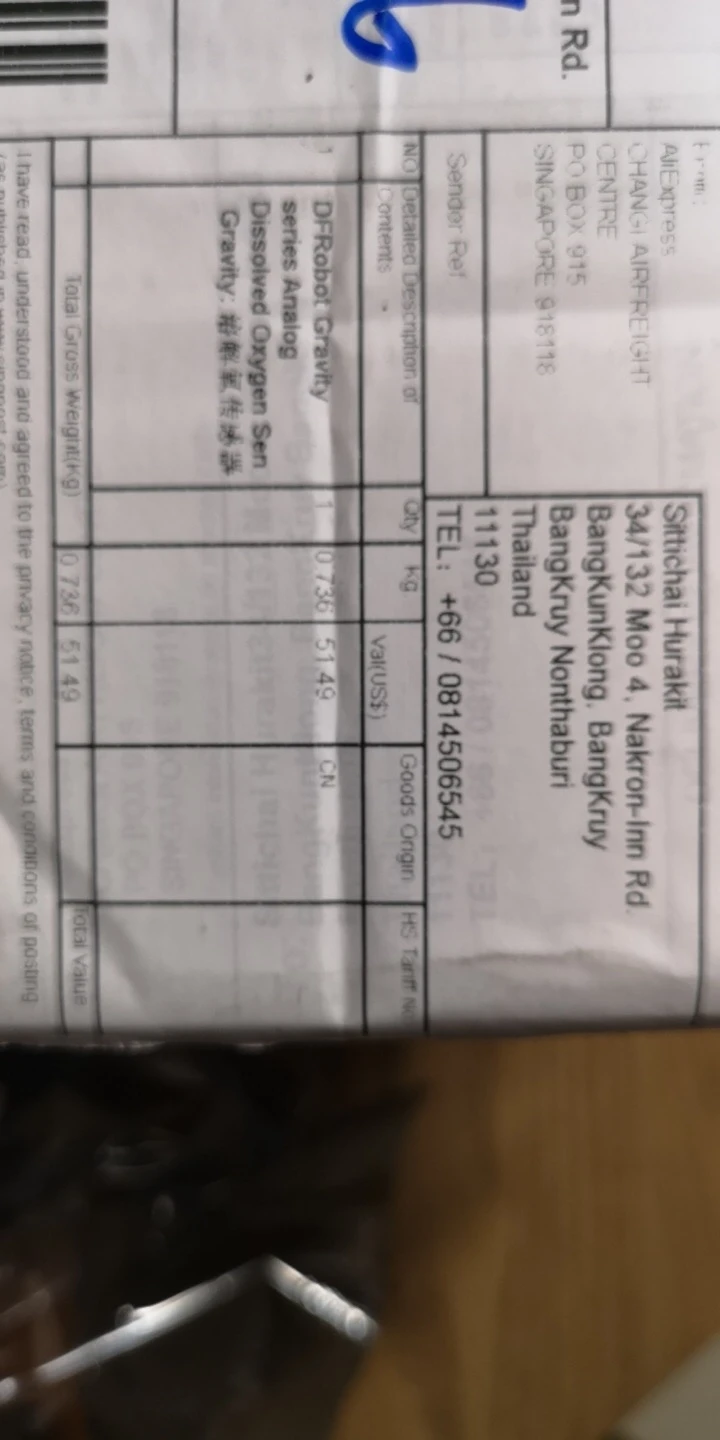 n Rd.
From:
AliExpress
CHANGI AIRFREIGHT
CENTRE
PO BOX 915
SINGAPORE 918118
Sittichai Hurakit
34/132 Moo 4, Nakron-Inn Rd.
BangKunKlong, BangKruy
BangKruy Nonthaburi
Thailand
11130
TEL: +66 / 0814506545
Sender Ref
NO Detailed Description of Contents Qty Kg Val(US$) Goods Origin HS Tariff No
1 DFRobot Gravity 1 0.736 51.49 CN
series Analog
Dissolved Oxygen Sen
Gravity: 溶解氧传感器
Total Gross Weight(Kg) 0.736 51.49 Total Value
I have read, understood and agreed to the privacy notice, terms and conditions of posting